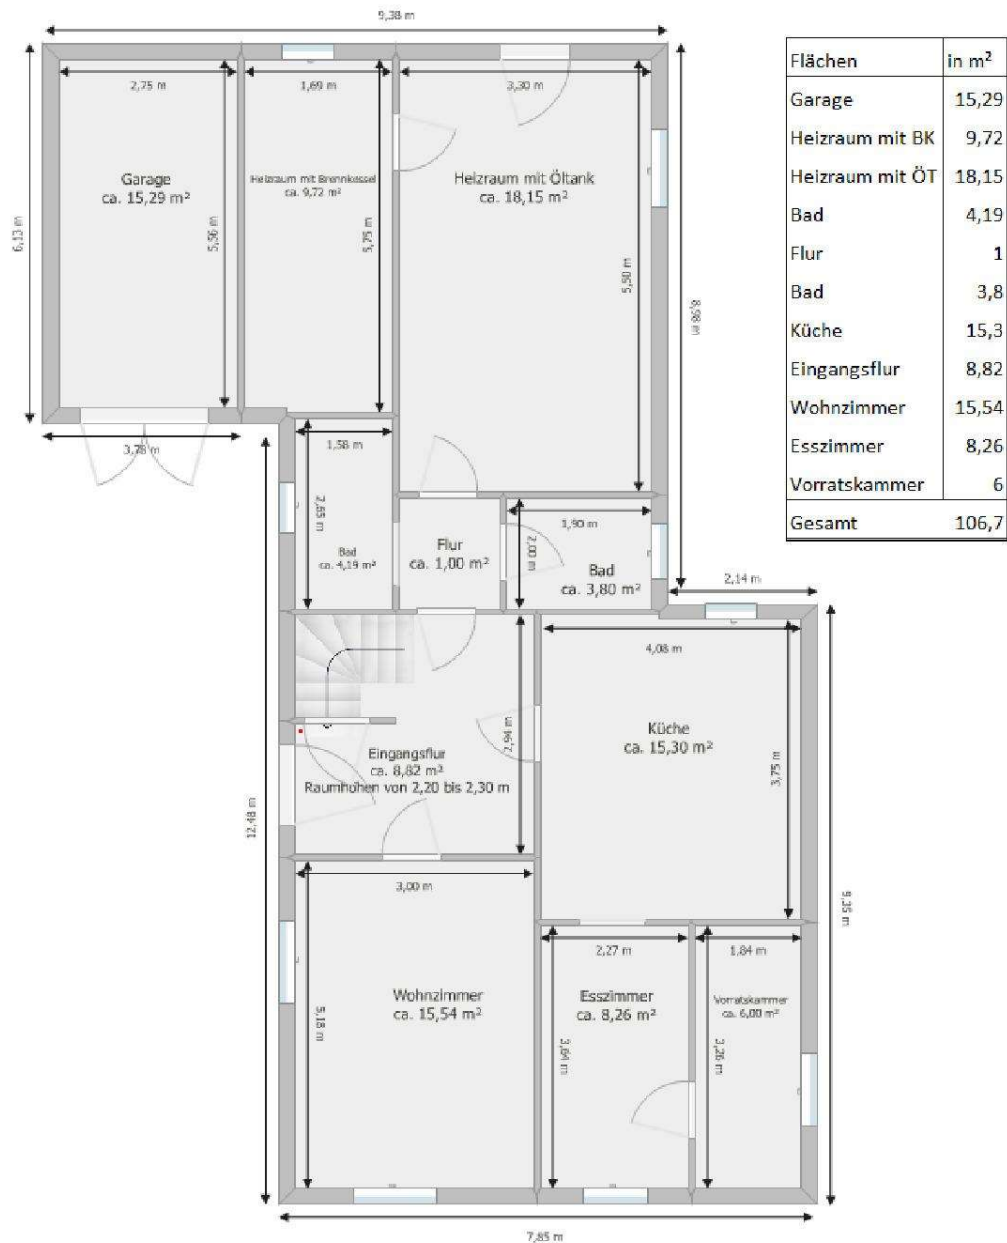 9,38 m
2,75 m
1,69 m
3,30 m
Garage
ca. 15,29 m²
Heizraum mit Brennkessel
ca. 9,72 m²
Heizraum mit Öltank
ca. 18,15 m²
6,13 m
5,56 m
5,75 m
5,50 m
8,98 m
3,78 m
1,58 m
2,65 m
Bad
ca. 4,19 m²
Flur
ca. 1,00 m²
1,90 m
2,00 m
Bad
ca. 3,80 m²
2,14 m
4,08 m
Küche
ca. 15,30 m²
3,75 m
2,94 m
Eingangsflur
ca. 8,82 m²
Raumhöhen von 2,20 bis 2,30 m
12,48 m
9,35 m
3,00 m
Wohnzimmer
ca. 15,54 m²
5,18 m
2,27 m
Esszimmer
ca. 8,26 m²
3,64 m
1,84 m
Vorratskammer
ca. 6,00 m²
3,26 m
7,85 m
Flächen in m²
Garage 15,29
Heizraum mit BK 9,72
Heizraum mit ÖT 18,15
Bad 4,19
Flur 1
Bad 3,8
Küche 15,3
Eingangsflur 8,82
Wohnzimmer 15,54
Esszimmer 8,26
Vorratskammer 6
Gesamt 106,7